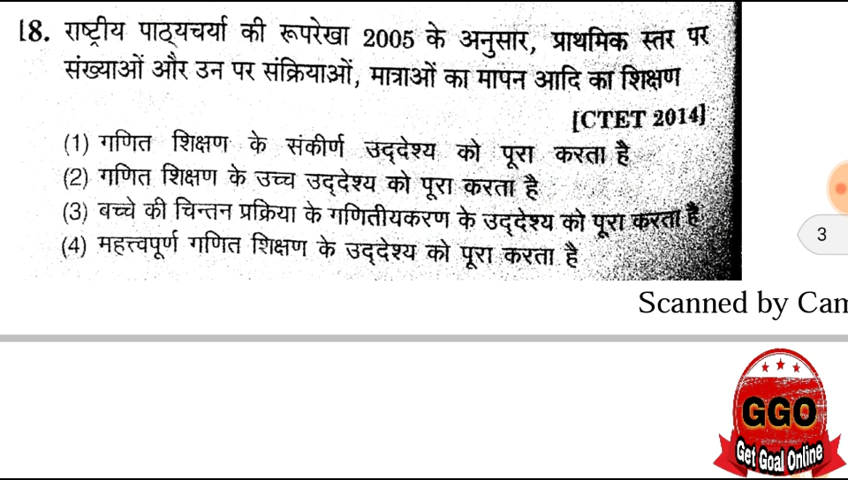 18. राष्ट्रीय पाठ्यचर्या की रूपरेखा 2005 के अनुसार, प्राथमिक स्तर पर
संख्याओं और उन पर संक्रियाओं, मात्राओं का मापन आदि का शिक्षण
[CTET 2014]
(1) गणित शिक्षण के संकीर्ण उद्देश्य को पूरा करता है
(2) गणित शिक्षण के उच्च उद्देश्य को पूरा करता है
(3) बच्चे की चिन्तन प्रक्रिया के गणितीयकरण के उद्देश्य को पूरा करता है
(4) महत्त्वपूर्ण गणित शिक्षण के उद्देश्य को पूरा करता है
3
Scanned by Cam
GGO
Get Goal Online